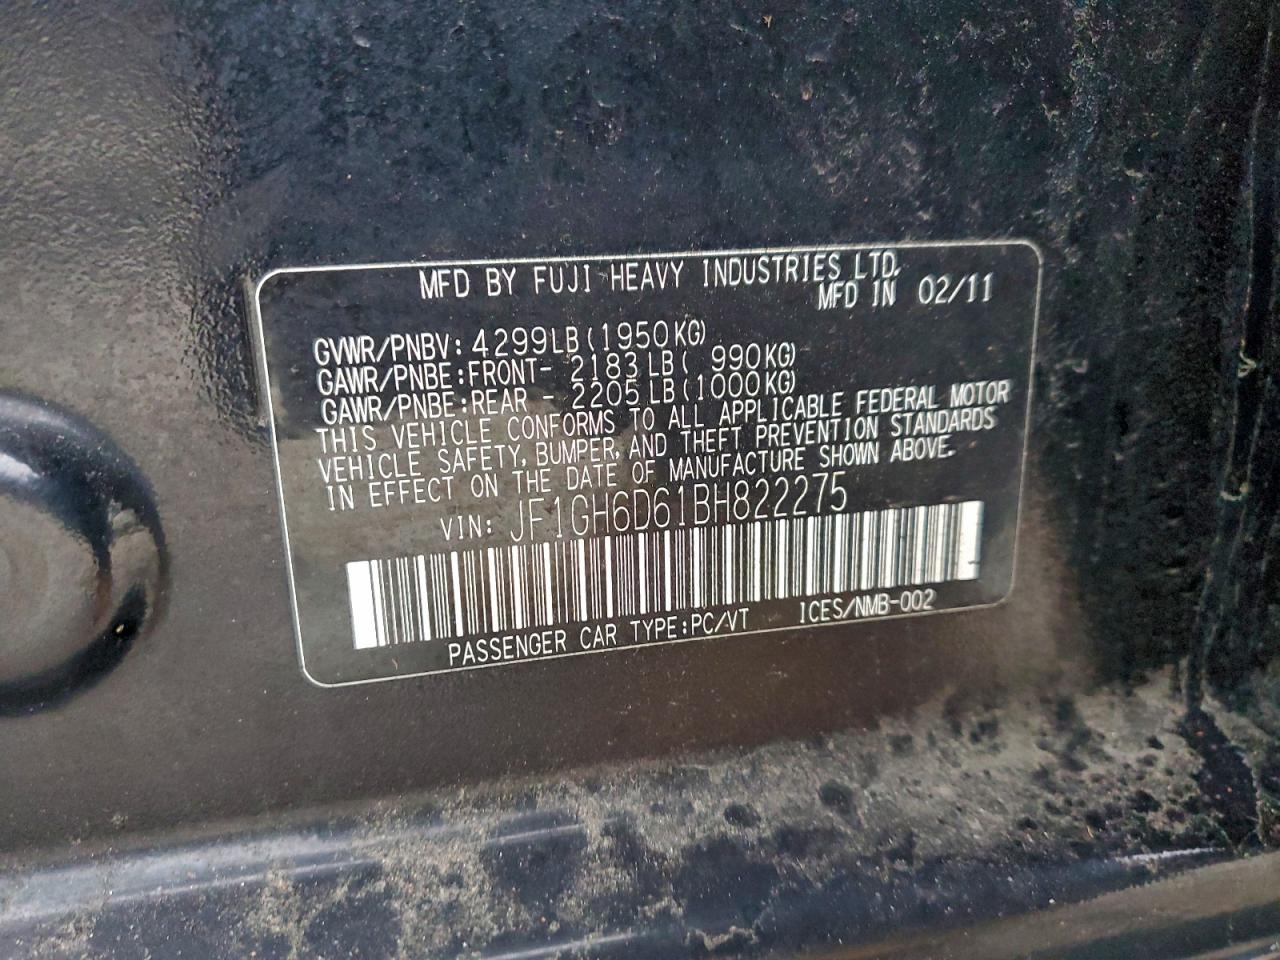 MFD BY FUJI HEAVY INDUSTRIES LTD.
MFD IN 02/11
GVWR/PNBV: 4299LB(1950KG)
GAWR/PNBE:FRONT- 2183LB( 990KG)
GAWR/PNBE:REAR - 2205LB(1000KG)
THIS VEHICLE CONFORMS TO ALL APPLICABLE FEDERAL MOTOR
VEHICLE SAFETY, BUMPER, AND THEFT PREVENTION STANDARDS
IN EFFECT ON THE DATE OF MANUFACTURE SHOWN ABOVE.
VIN: JF1GH6D61BH822275
PASSENGER CAR TYPE:PC/VT ICES/NMB-002